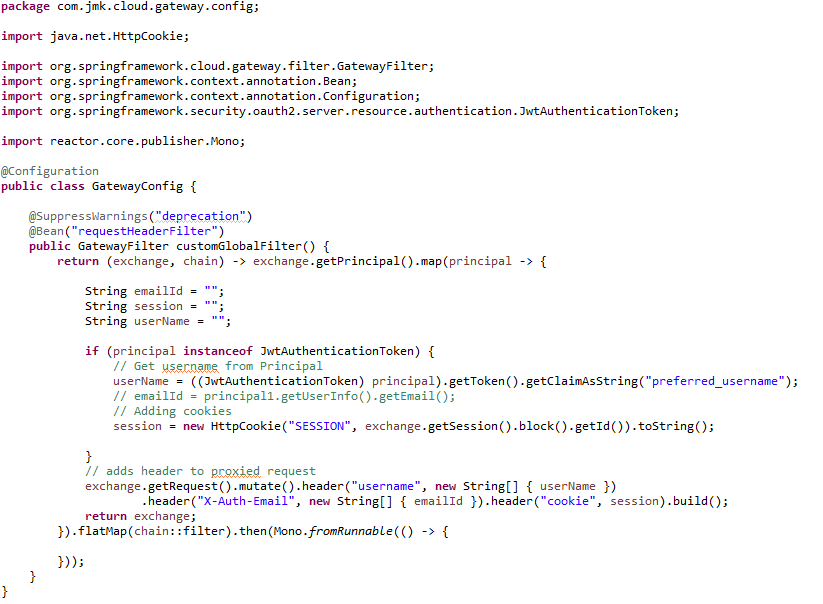 package com.jmk.cloud.gateway.config;
import java.net.HttpCookie;
import org.springframework.cloud.gateway.filter.GatewayFilter;
import org.springframework.context.annotation.Bean;
import org.springframework.context.annotation.Configuration;
import org.springframework.security.oauth2.server.resource.authentication.JwtAuthenticationToken;
import reactor.core.publisher.Mono;
@Configuration
public class GatewayConfig {
@SuppressWarnings("deprecation")
@Bean("requestHeaderFilter")
public GatewayFilter customGlobalFilter() {
return (exchange, chain) -> exchange.getPrincipal().map(principal -> {
String emailId = "";
String session = "";
String userName = "";
if (principal instanceof JwtAuthenticationToken) {
// Get username from Principal
userName = ((JwtAuthenticationToken) principal).getToken().getClaimAsString("preferred_username");
// emailId = principal1.getUserInfo().getEmail();
// Adding cookies
session = new HttpCookie("SESSION", exchange.getSession().block().getId()).toString();
}
// adds header to proxied request
exchange.getRequest().mutate().header("username", new String[] { userName })
.header("X-Auth-Email", new String[] { emailId }).header("cookie", session).build();
return exchange;
}).flatMap(chain::filter).then(Mono.fromRunnable(() -> {
}));
}
}